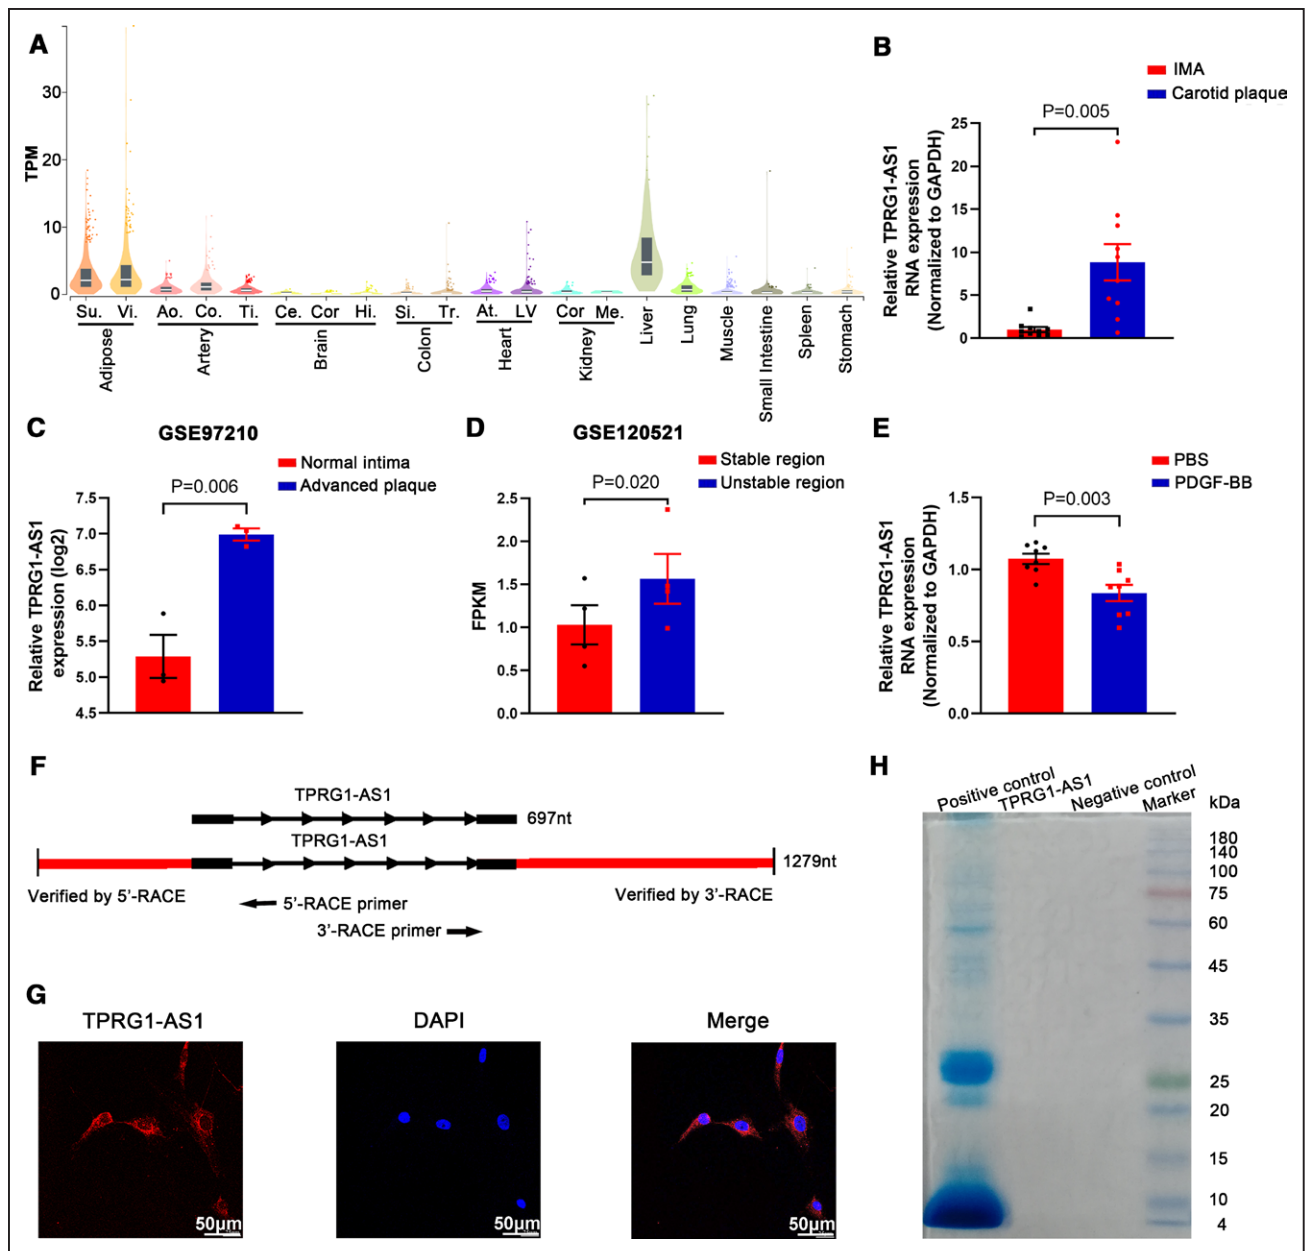 A
TPM
30
20
10
0
Su. Vi. Ao. Co. Ti. Ce. Cor Hi. Si. Tr. At. LV Cor Me.
Adipose
Artery
Brain
Colon
Heart
Kidney
Liver
Lung
Muscle
Small Intestine
Spleen
Stomach
B
IMA
Carotid plaque
P=0.005
Relative TPRG1-AS1
RNA expression
(Normalized to GAPDH)
25
20
15
10
5
0
C
GSE97210
Normal intima
Advanced plaque
P=0.006
Relative TPRG1-AS1
expression (log2)
7.5
7.0
6.5
6.0
5.5
5.0
4.5
D
GSE120521
Stable region
Unstable region
P=0.020
FPKM
2.5
2.0
1.5
1.0
0.5
0.0
E
PBS
PDGF-BB
P=0.003
Relative TPRG1-AS1
RNA expression
(Normalized to GAPDH)
1.5
1.0
0.5
0.0
F
TPRG1-AS1
697nt
TPRG1-AS1
1279nt
Verified by 5'-RACE
Verified by 3'-RACE
5'-RACE primer
3'-RACE primer
G
TPRG1-AS1 DAPI Merge
50μm 50μm 50μm
H
Positive control
TPRG1-AS1
Negative control
Marker
kDa
180
140
100
75
60
45
35
25
20
15
10
4